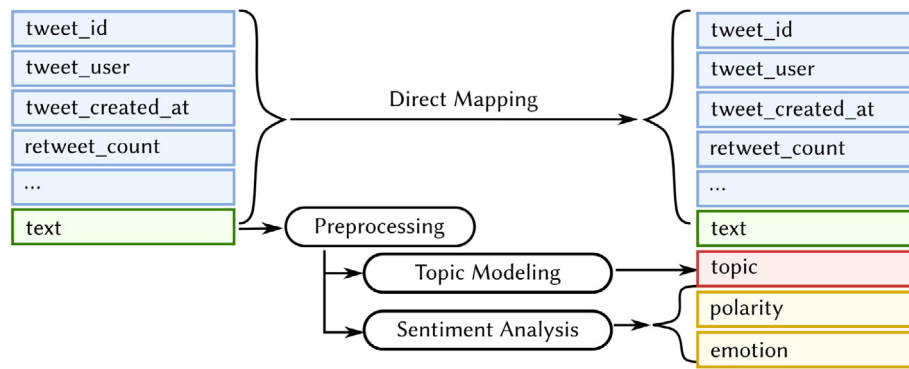 tweet_id
tweet_user
tweet_created_at
retweet_count
...
text
Direct Mapping
Preprocessing
Topic Modeling
Sentiment Analysis
tweet_id
tweet_user
tweet_created_at
retweet_count
...
text
topic
polarity
emotion